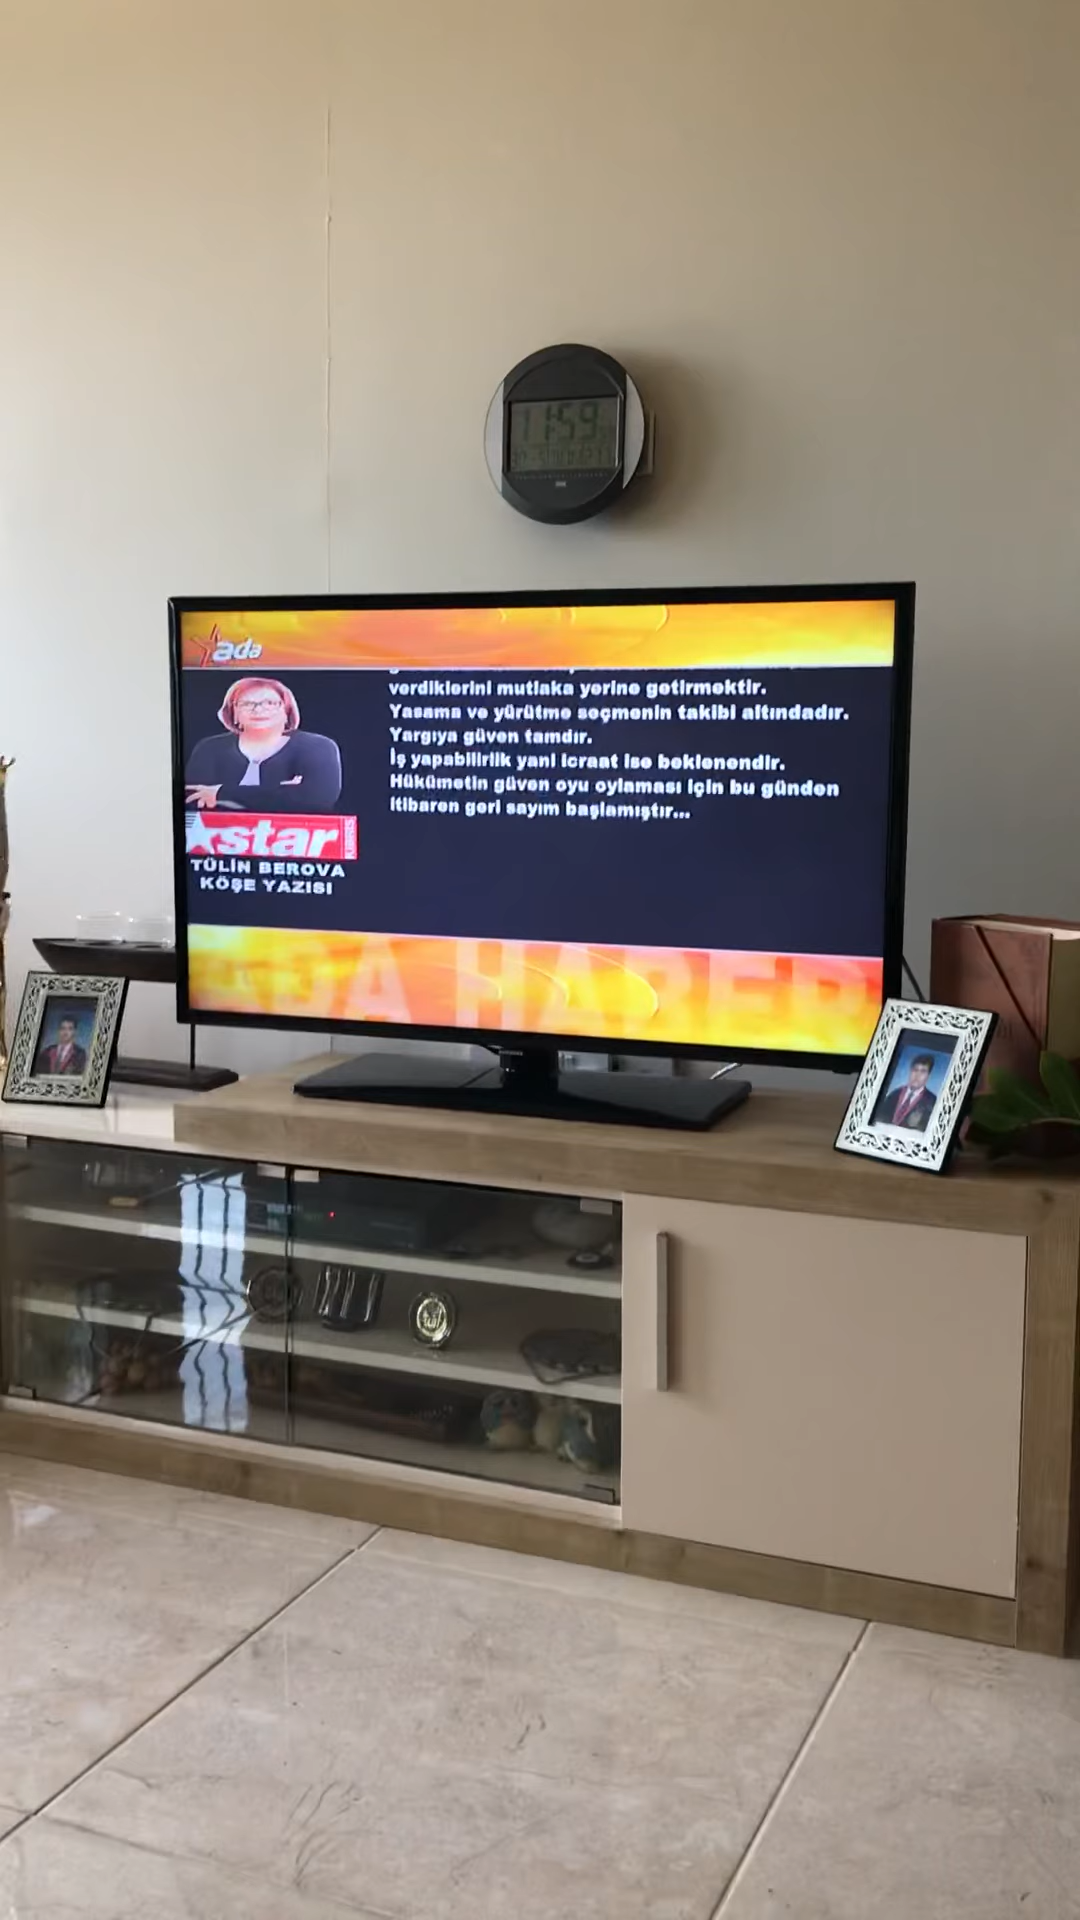 11:59
ada
verdiklerini mutlaka yerine getirmektir.
Yasama ve yürütme seçmenin takibi altındadır.
Yargıya güven tamdır.
İş yapabilirlik yani icraat ise beklenendir.
Hükümetin güven oyu oylaması için bu günden
itibaren geri sayım başlamıştır...
star
KIBRIS
TÜLİN BEROVA
KÖŞE YAZISI
ADA HABER
SAMSUNG